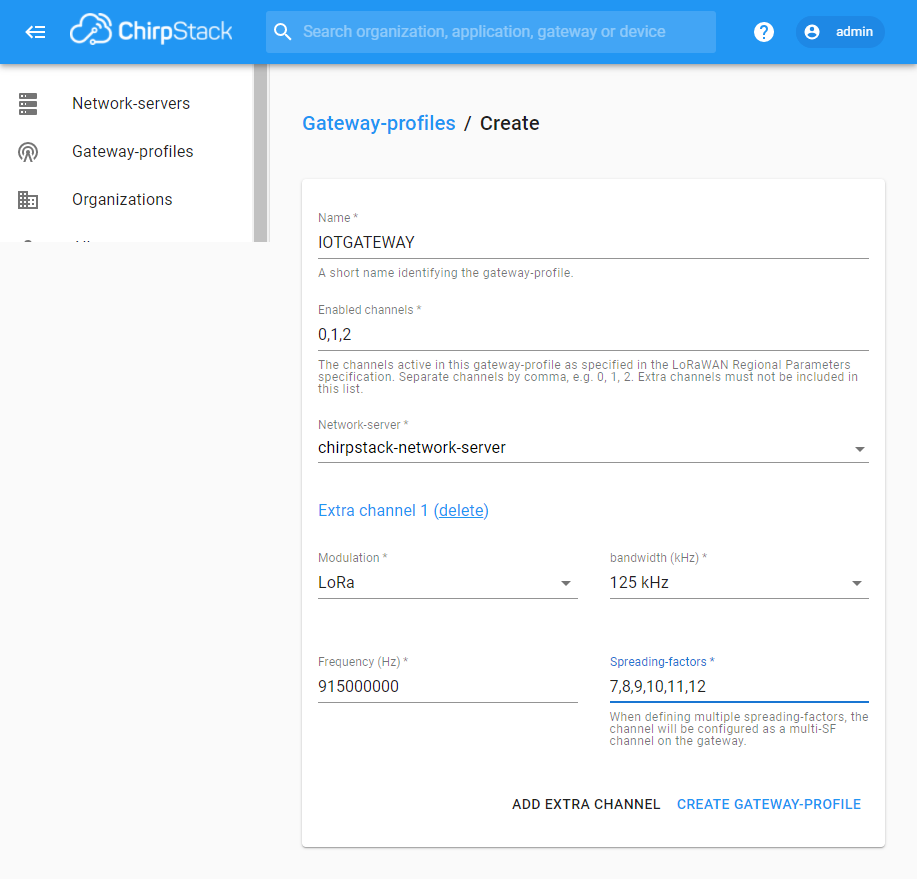 ChirpStack
Search organization, application, gateway or device
?
admin
Network-servers
Gateway-profiles
Organizations
Gateway-profiles / Create
Name *
IOTGATEWAY
A short name identifying the gateway-profile.
Enabled channels *
0,1,2
The channels active in this gateway-profile as specified in the LoRaWAN Regional Parameters
specification. Separate channels by comma, e.g. 0, 1, 2. Extra channels must not be included in
this list.
Network-server *
chirpstack-network-server
Extra channel 1 (delete)
Modulation *
LoRa
bandwidth (kHz) *
125 kHz
Frequency (Hz) *
915000000
Spreading-factors *
7,8,9,10,11,12
When defining multiple spreading-factors, the
channel will be configured as a multi-SF
channel on the gateway.
ADD EXTRA CHANNEL
CREATE GATEWAY-PROFILE